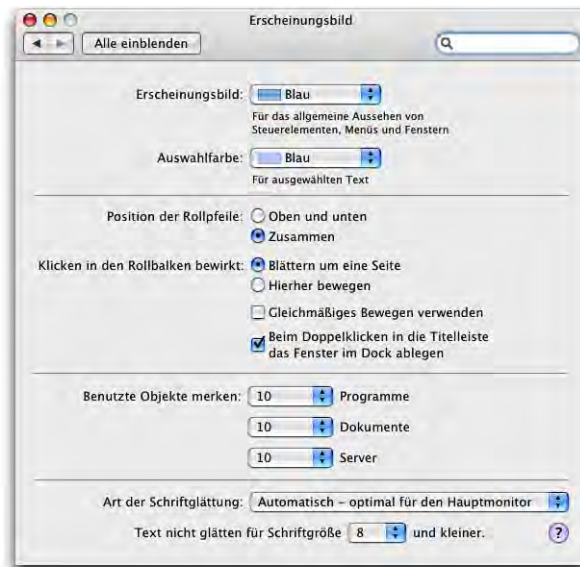 Erscheinungsbild
Alle einblenden
Erscheinungsbild: Blau
Für das allgemeine Aussehen von
Steuerelementen, Menüs und Fenstern
Auswahlfarbe: Blau
Für ausgewählten Text
Position der Rollpfeile: Oben und unten
Zusammen
Klicken in den Rollbalken bewirkt: Blättern um eine Seite
Hierher bewegen
Gleichmäßiges Bewegen verwenden
Beim Doppelklicken in die Titelleiste
das Fenster im Dock ablegen
Benutzte Objekte merken: 10 Programme
10 Dokumente
10 Server
Art der Schriftglättung: Automatisch – optimal für den Hauptmonitor
Text nicht glätten für Schriftgröße 8 und kleiner. ?